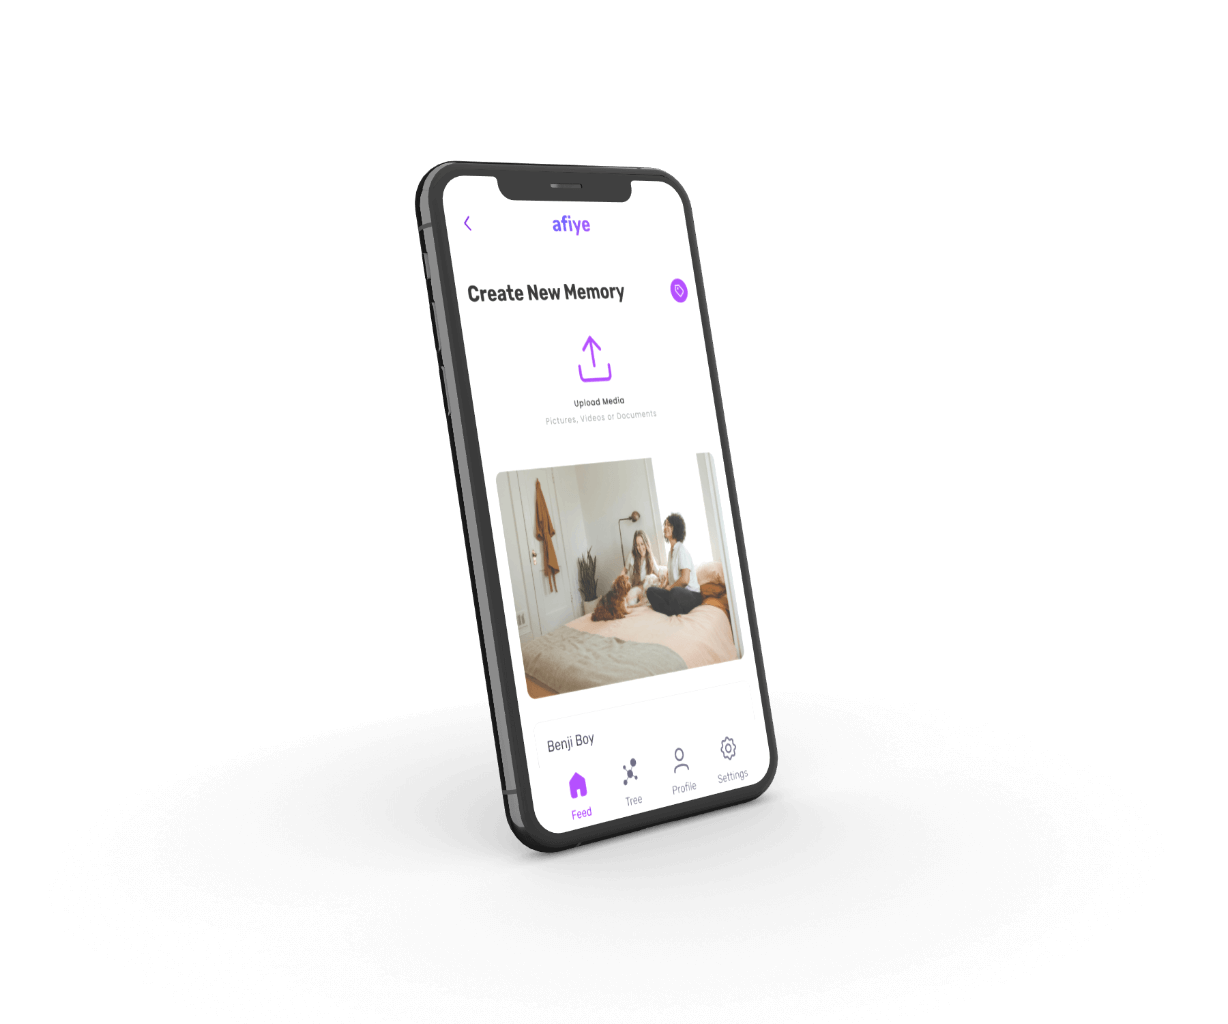 afiye
Create New Memory
Upload Media
Pictures, Videos or Documents
Benji Boy
Feed
Tree
Profile
Settings